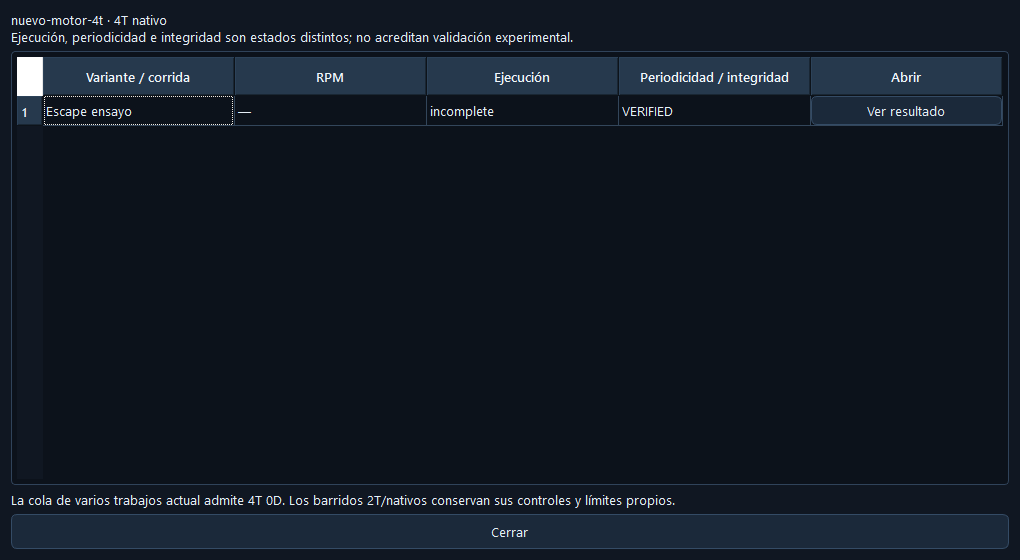 nuevo-motor-4t · 4T nativo
Ejecución, periodicidad e integridad son estados distintos; no acreditan validación experimental.
Variante / corrida RPM Ejecución Periodicidad / integridad Abrir
1 Escape ensayo — incomplete VERIFIED Ver resultado
La cola de varios trabajos actual admite 4T 0D. Los barridos 2T/nativos conservan sus controles y límites propios.
Cerrar